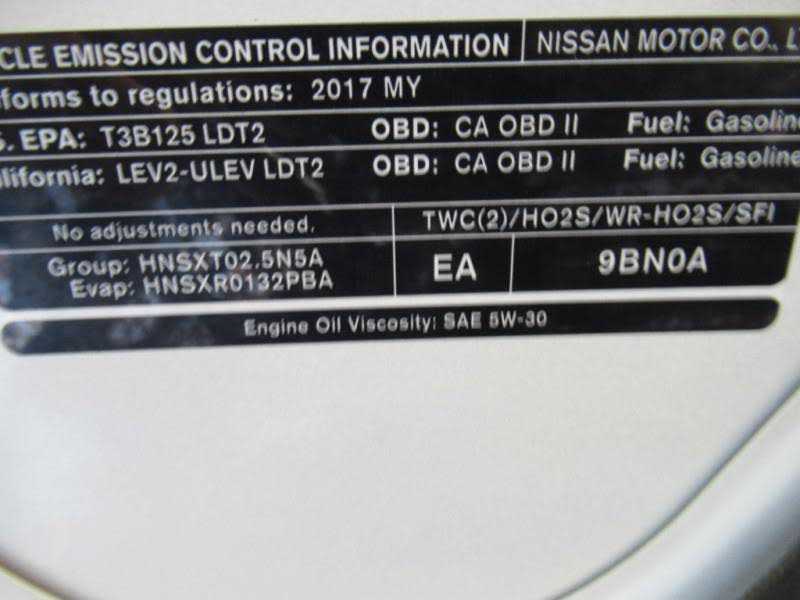 CLE EMISSION CONTROL INFORMATION NISSAN MOTOR CO., L
forms to regulations: 2017 MY
. EPA: T3B125 LDT2 OBD: CA OBD II Fuel: Gasoline
lifornia: LEV2-ULEV LDT2 OBD: CA OBD II Fuel: Gasoline
No adjustments needed. TWC(2)/HO2S/WR-HO2S/SFI
Group: HNSXT02.5N5A EA 9BN0A
Evap: HNSXR0132PBA
Engine Oil Viscosity: SAE 5W-30